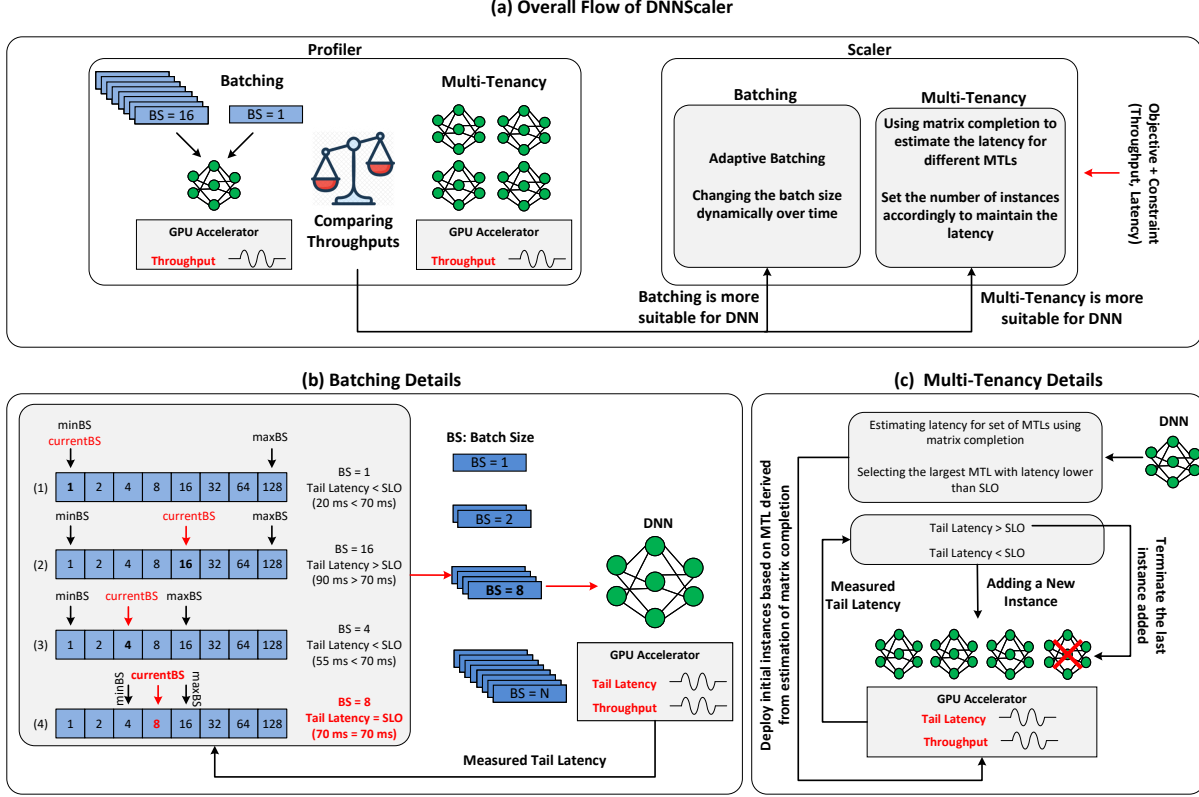 (a) Overall Flow of DNNScaler
Profiler
Batching
BS = 16
BS = 1
Multi-Tenancy
Comparing
Throughputs
GPU Accelerator
Throughput
GPU Accelerator
Throughput
Scaler
Batching
Adaptive Batching
Changing the batch size
dynamically over time
Multi-Tenancy
Using matrix completion to
estimate the latency for
different MTLs
Set the number of instances
accordingly to maintain the
latency
Objective + Constraint
(Throughput, Latency)
Batching is more
suitable for DNN
Multi-Tenancy is more
suitable for DNN
(b) Batching Details
minBS
currentBS
maxBS
(1) 1 2 4 8 16 32 64 128
BS = 1
Tail Latency < SLO
(20 ms < 70 ms)
minBS currentBS maxBS
(2) 1 2 4 8 16 32 64 128
BS = 16
Tail Latency > SLO
(90 ms > 70 ms)
minBS currentBS maxBS
(3) 1 2 4 8 16 32 64 128
BS = 4
Tail Latency < SLO
(55 ms < 70 ms)
minBS currentBS maxBS
(4) 1 2 4 8 16 32 64 128
BS = 8
Tail Latency = SLO
(70 ms = 70 ms)
BS: Batch Size
BS = 1
BS = 2
BS = 8
BS = N
DNN
GPU Accelerator
Tail Latency
Throughput
Measured Tail Latency
(c) Multi-Tenancy Details
DNN
Estimating latency for set of MTLs using
matrix completion
Selecting the largest MTL with latency lower
than SLO
Tail Latency > SLO
Tail Latency < SLO
Measured
Tail Latency
Adding a New
Instance
Terminate the last
instance added
Deploy initial instances based on MTL derived
from estimation of matrix completion
GPU Accelerator
Tail Latency
Throughput